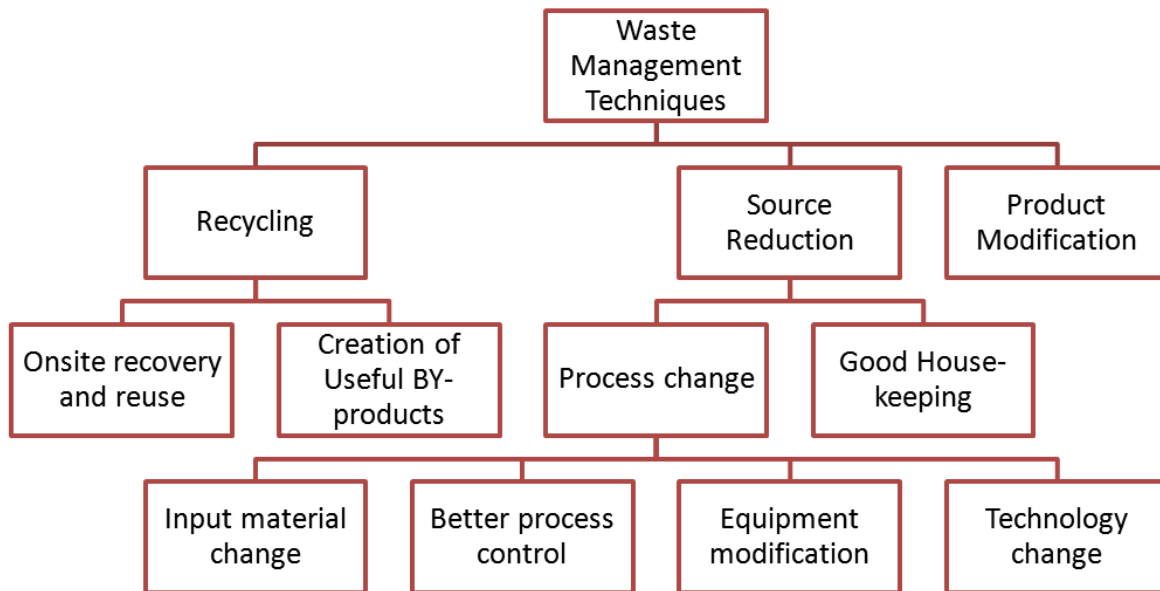 Waste
Management
Techniques
Recycling
Source
Reduction
Product
Modification
Onsite recovery
and reuse
Creation of
Useful BY-
products
Process change
Good House-
keeping
Input material
change
Better process
control
Equipment
modification
Technology
change